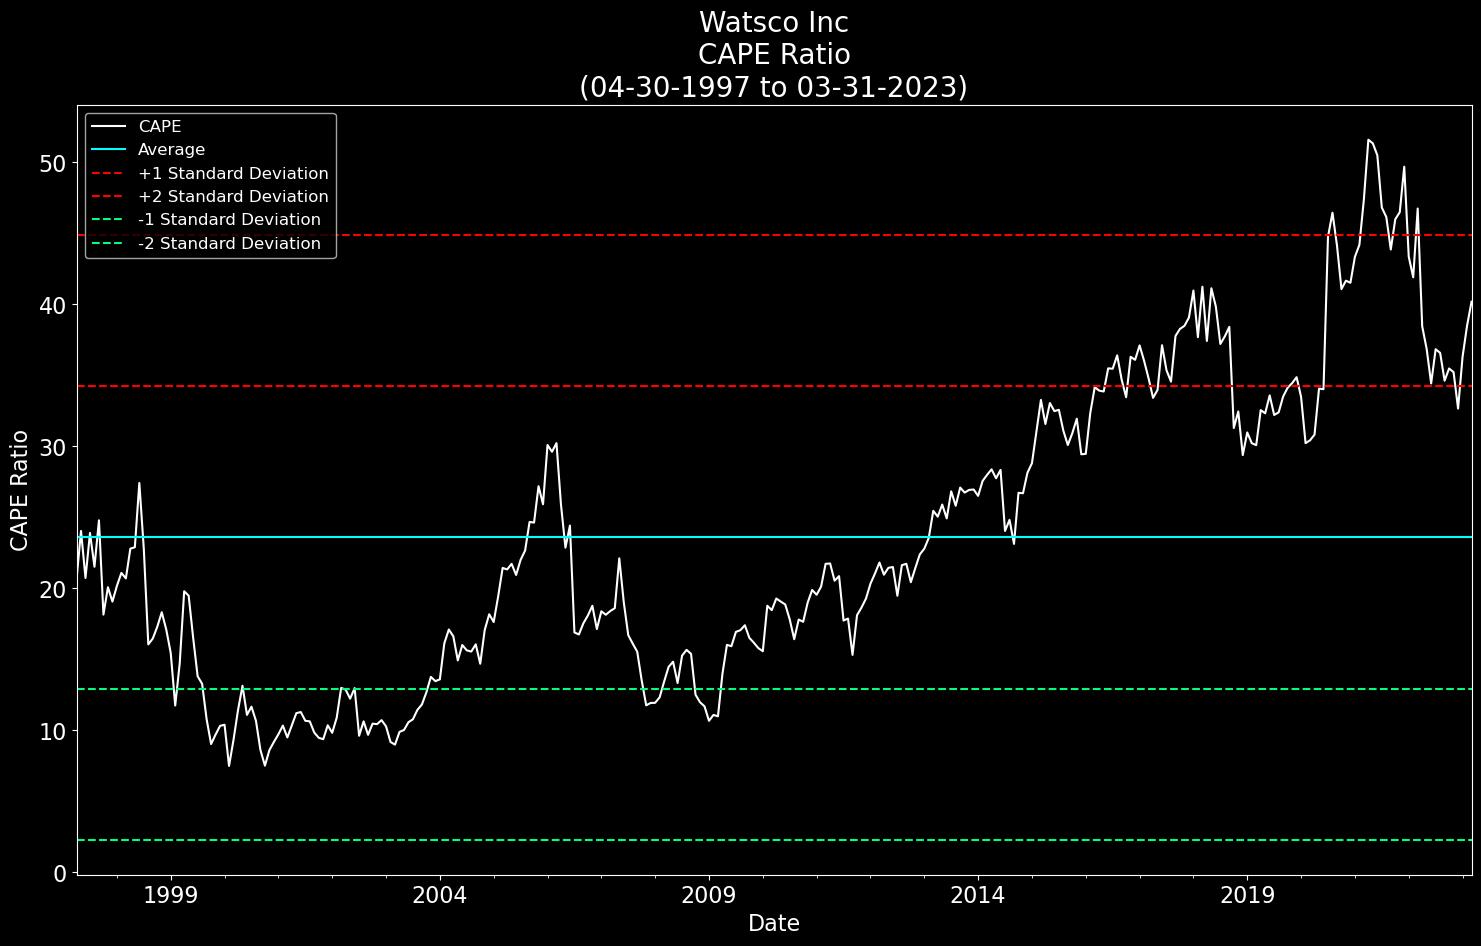 Watsco Inc
CAPE Ratio
(04-30-1997 to 03-31-2023)
CAPE
Average
+1 Standard Deviation
+2 Standard Deviation
-1 Standard Deviation
-2 Standard Deviation
50
40
30
20
10
0
CAPE Ratio
1999 2004 2009 2014 2019
Date